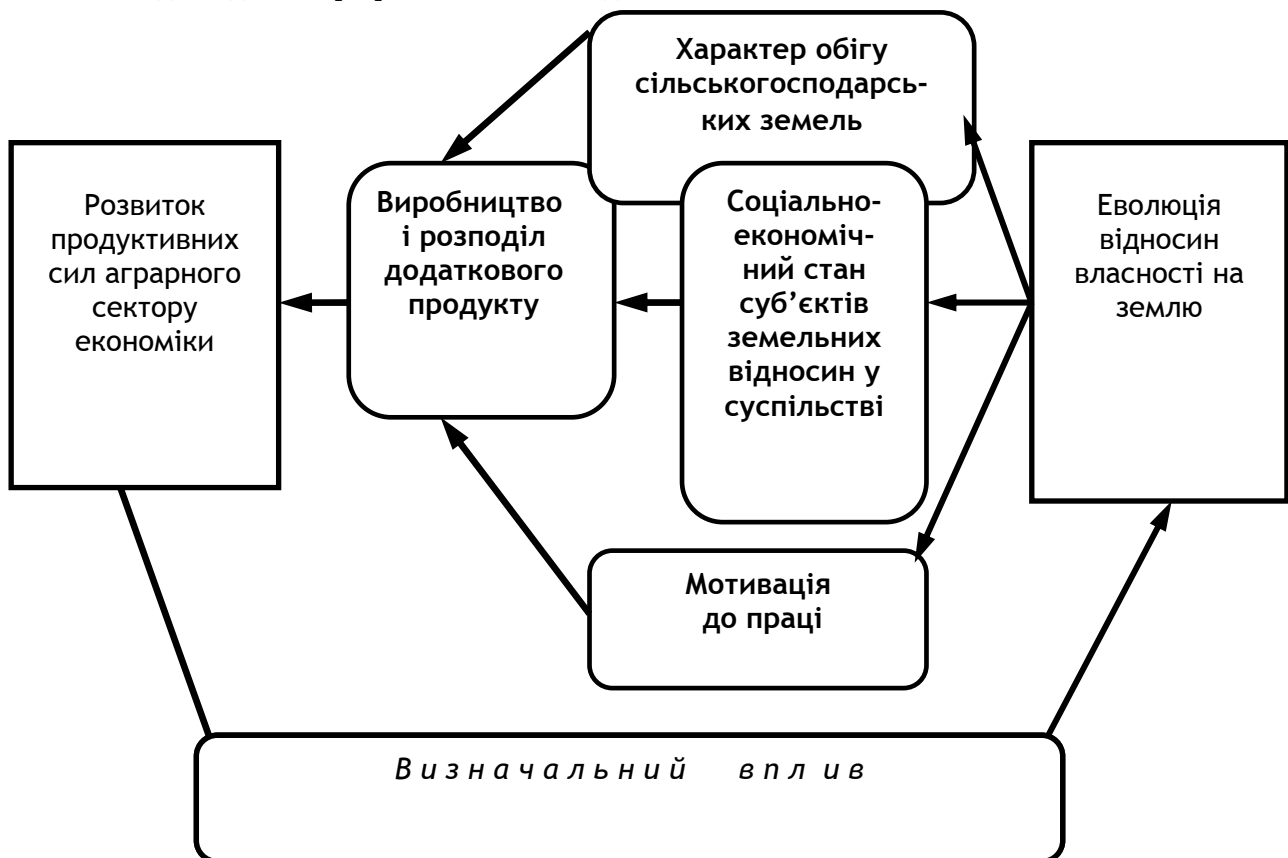 Характер обігу
сільськогосподарсь-
ких земель
Розвиток
продуктивних
сил аграрного
сектору
економіки
Виробництво
і розподіл
додаткового
продукту
Соціально-
економіч-
ний стан
суб’єктів
земельних
відносин у
суспільстві
Еволюція
відносин
власності на
землю
Мотивація
до праці
В и з н а ч а л ь н и й в п л и в